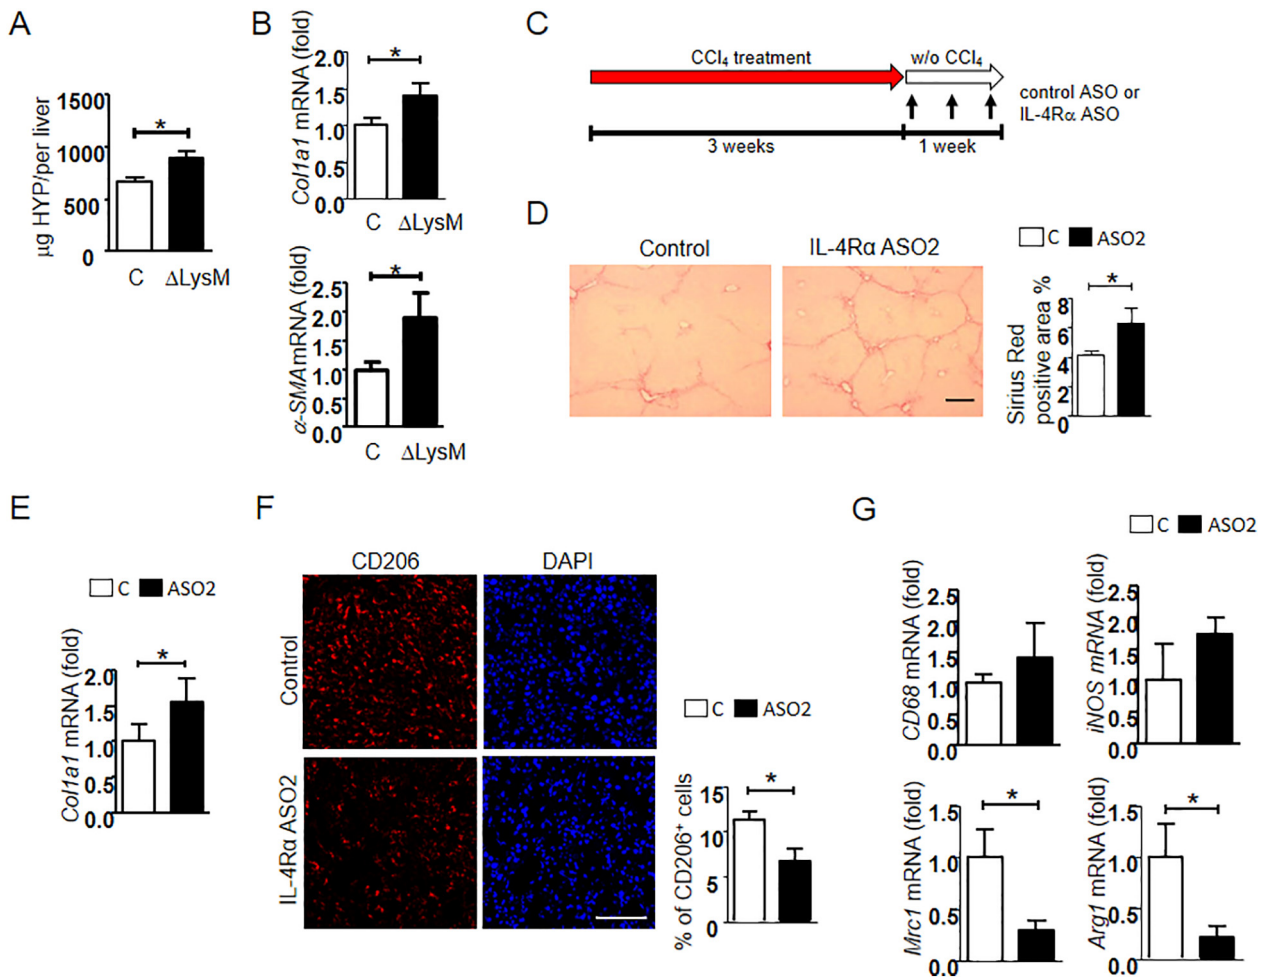 A
μg HYP/per liver
1500
1000
500
0
*
C ΔLysM
B
Col1a1 mRNA (fold)
2.0
1.5
1.0
0.5
0.0
*
C ΔLysM
α-SMA mRNA (fold)
2.5
2.0
1.5
1.0
0.5
0.0
*
C ΔLysM
C
CCl₄ treatment
w/o CCl₄
control ASO or
IL-4Rα ASO
3 weeks
1 week
D
Control
IL-4Rα ASO2
C ASO2
Sirius Red
positive area %
8
6
4
2
0
*
E
C ASO2
Col1a1 mRNA (fold)
2.0
1.5
1.0
0.5
0.0
*
F
CD206
DAPI
Control
IL-4Rα ASO2
C ASO2
% of CD206⁺ cells
15
10
5
0
*
G
C ASO2
CD68 mRNA (fold)
2.5
2.0
1.5
1.0
0.5
0.0
iNOS mRNA (fold)
2.5
2.0
1.5
1.0
0.5
0.0
Mrc1 mRNA (fold)
1.5
1.0
0.5
0.0
*
Arg1 mRNA (fold)
1.5
1.0
0.5
0.0
*